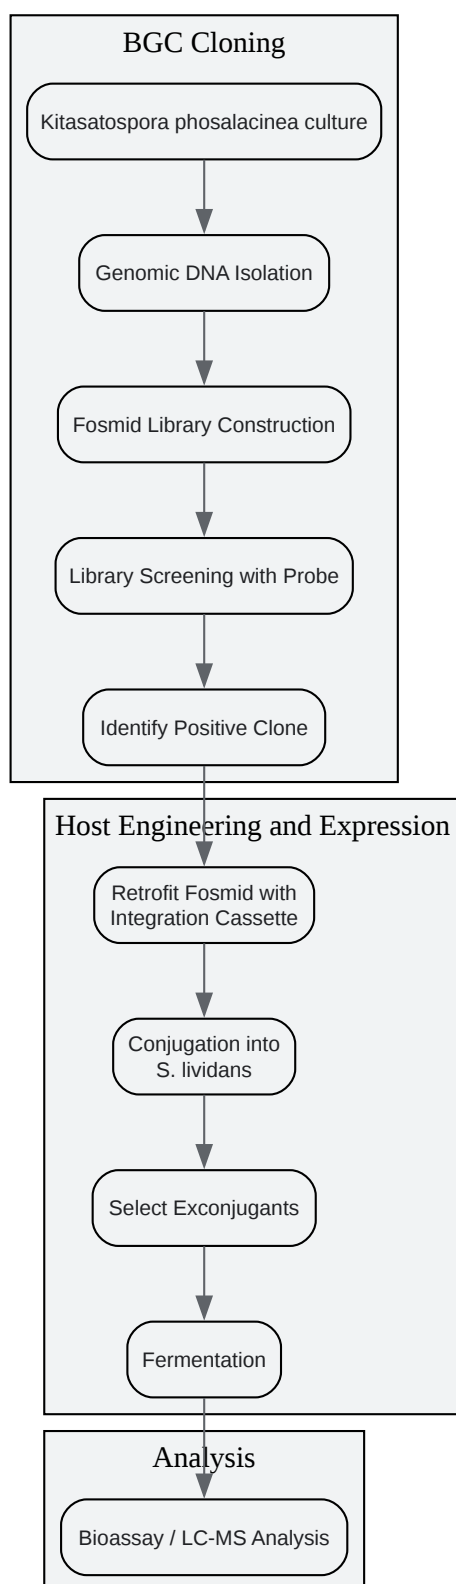 BGC Cloning
Kitasatospora phosalacinea culture
Genomic DNA Isolation
Fosmid Library Construction
Library Screening with Probe
Identify Positive Clone
Host Engineering and Expression
Retrofit Fosmid with
Integration Cassette
Conjugation into
S. lividans
Select Exconjugants
Fermentation
Analysis
Bioassay / LC-MS Analysis